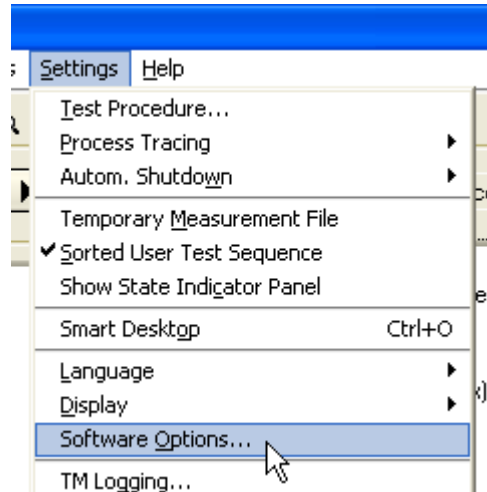 Settings Help
Test Procedure...
Process Tracing
Autom. Shutdown
Temporary Measurement File
Sorted User Test Sequence
Show State Indicator Panel
Smart Desktop Ctrl+O
Language
Display
Software Options...
TM Logging...